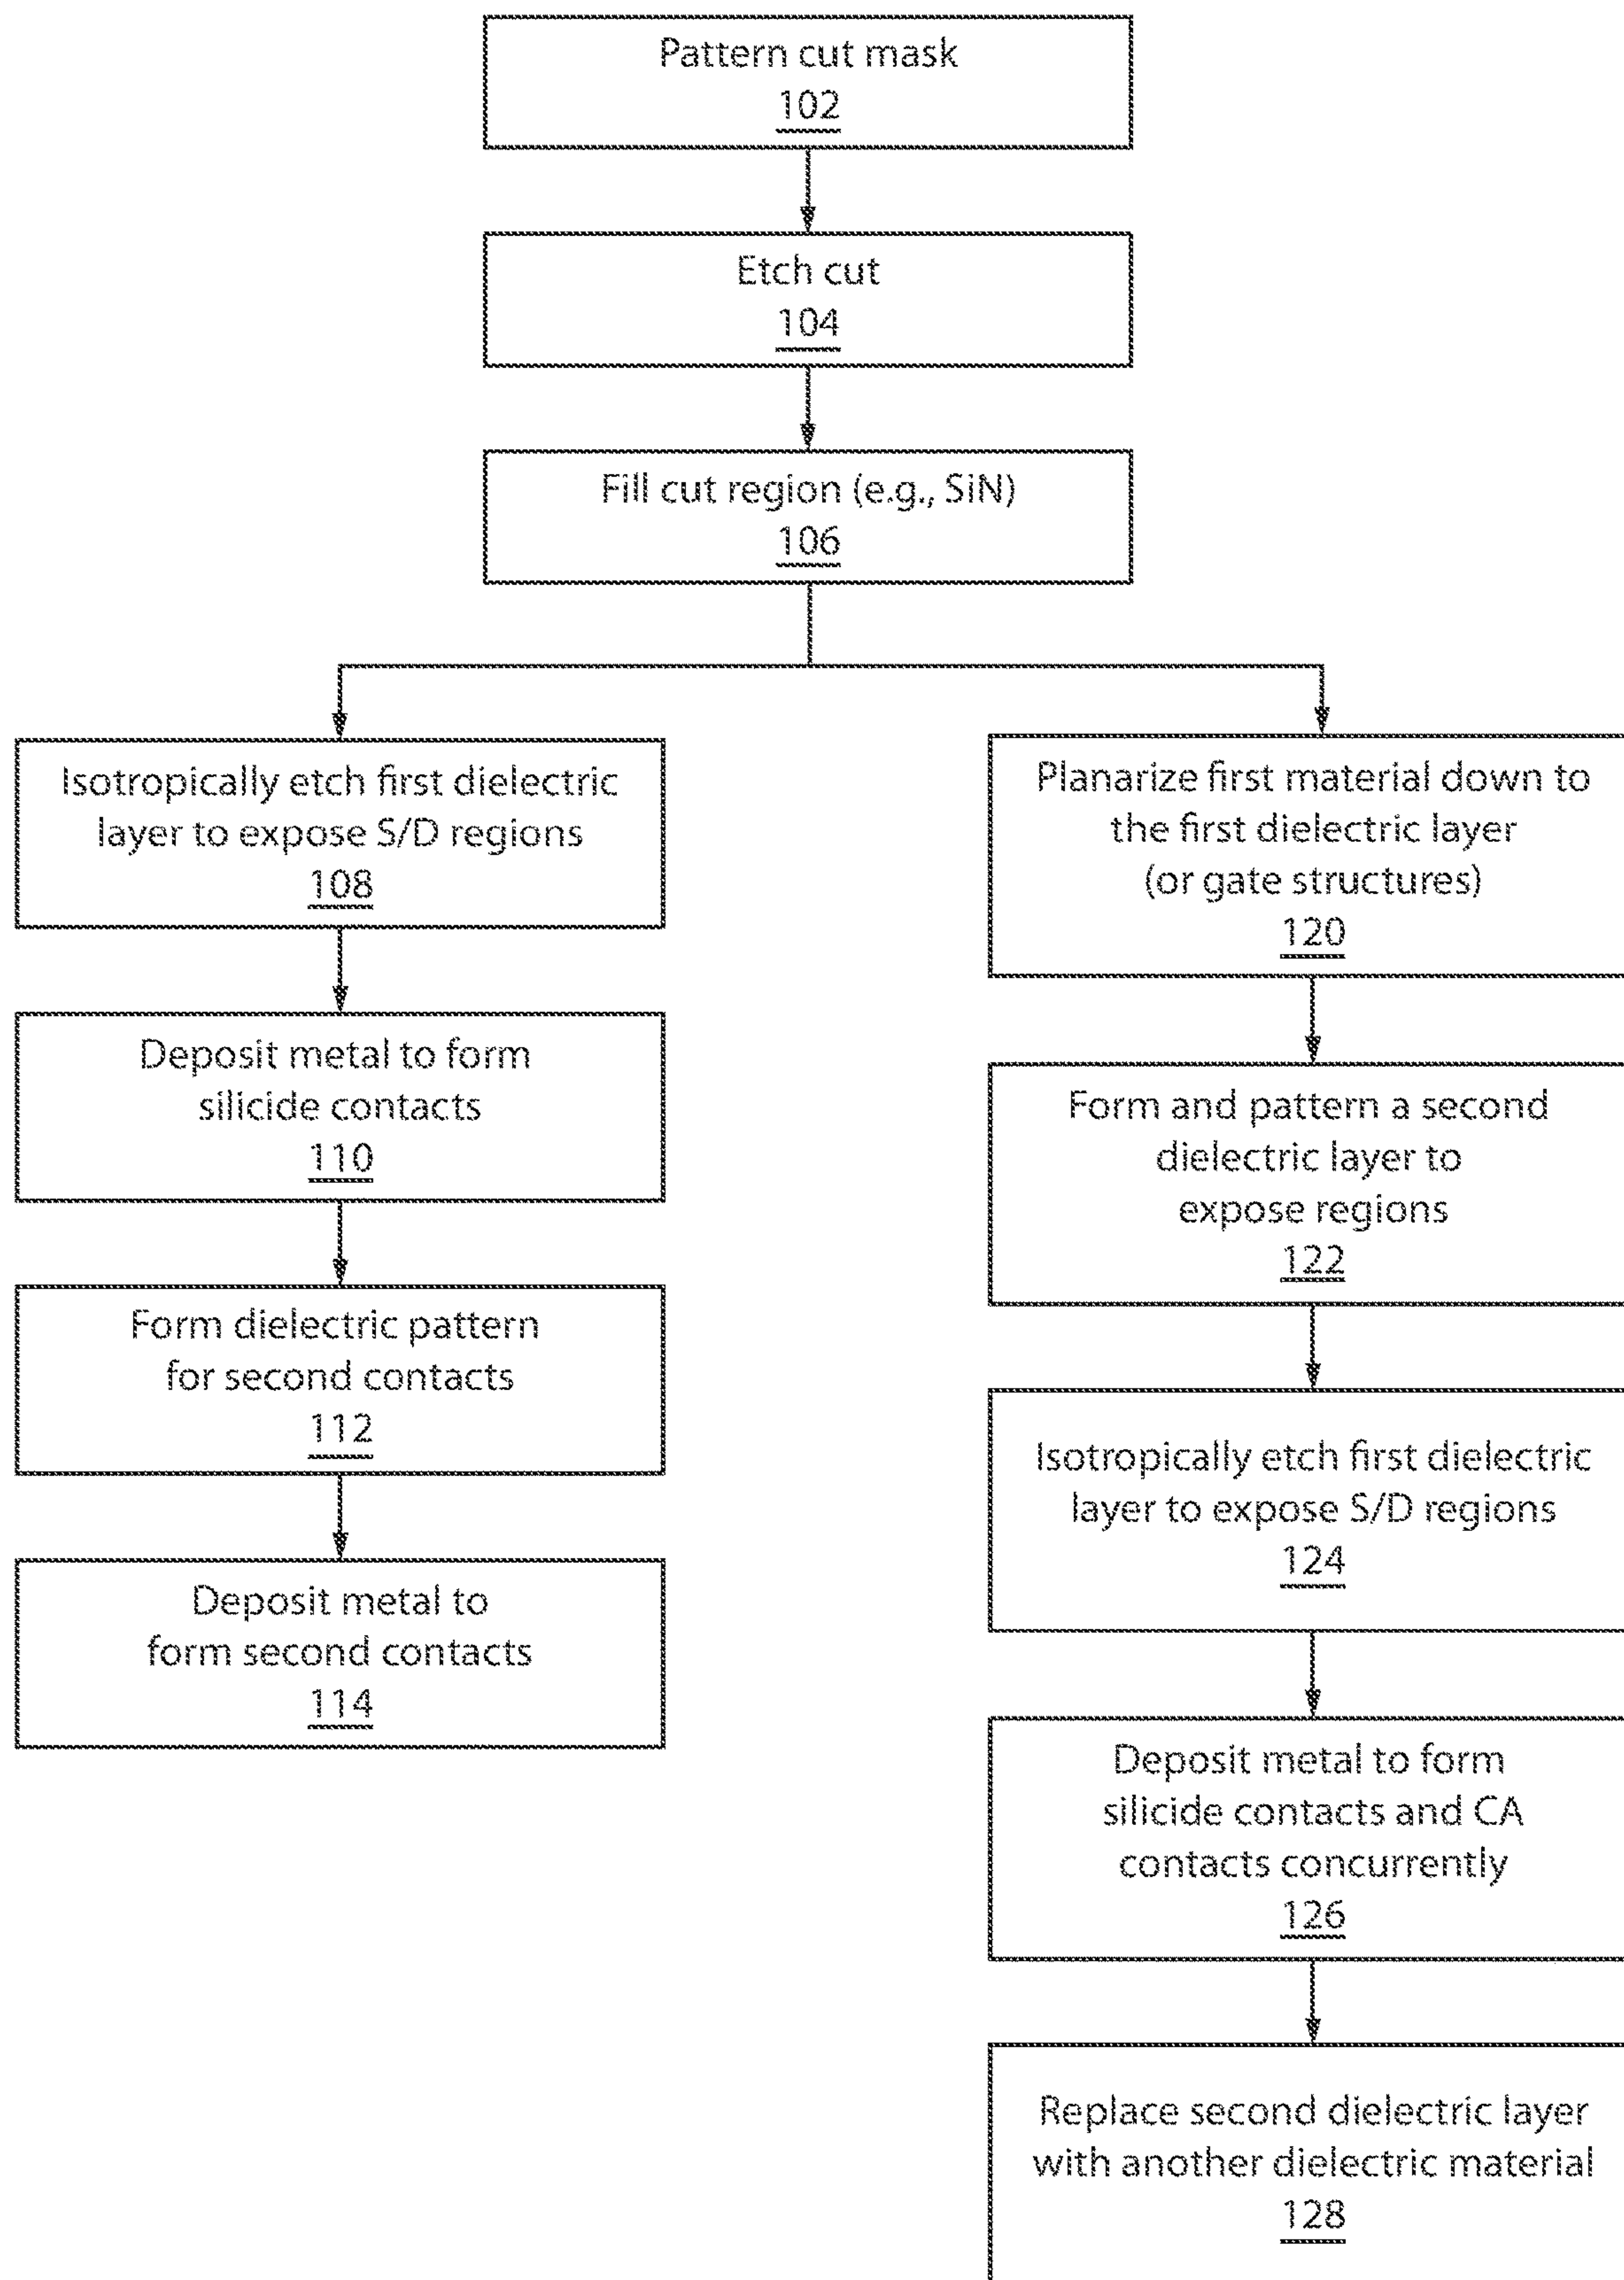 Pattern cut mask
102
Etch cut
104
Fill cut region (e.g., SiN)
106
Isotropically etch first dielectric
layer to expose S/D regions
108
Deposit metal to form
silicide contacts
110
Form dielectric pattern
for second contacts
112
Deposit metal to
form second contacts
114
Planarize first material down to
the first dielectric layer
(or gate structures)
120
Form and pattern a second
dielectric layer to
expose regions
122
Isotropically etch first dielectric
layer to expose S/D regions
124
Deposit metal to form
silicide contacts and CA
contacts concurrently
126
Replace second dielectric layer
with another dielectric material
128